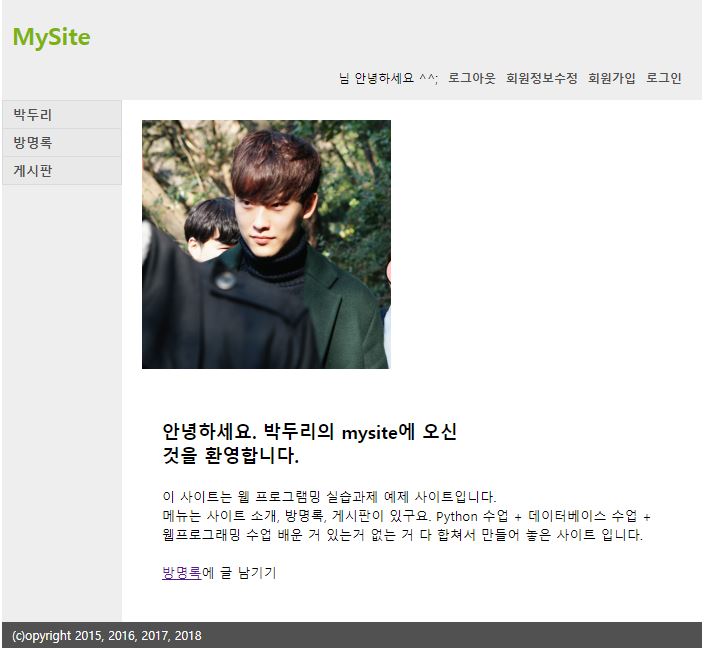 MySite
님 안녕하세요 ^^; 로그아웃 회원정보수정 회원가입 로그인
박두리
방명록
게시판
안녕하세요. 박두리의 mysite에 오신
것을 환영합니다.
이 사이트는 웹 프로그램밍 실습과제 예제 사이트입니다.
메뉴는 사이트 소개, 방명록, 게시판이 있구요. Python 수업 + 데이터베이스 수업 +
웹프로그래밍 수업 배운 거 있는거 없는 거 다 합쳐서 만들어 놓은 사이트 입니다.
방명록에 글 남기기
(c)opyright 2015, 2016, 2017, 2018